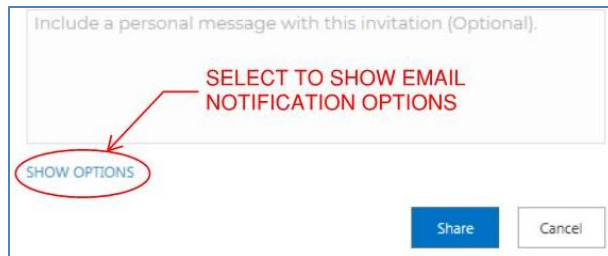 Include a personal message with this invitation (Optional).
SELECT TO SHOW EMAIL
NOTIFICATION OPTIONS
SHOW OPTIONS
Share Cancel